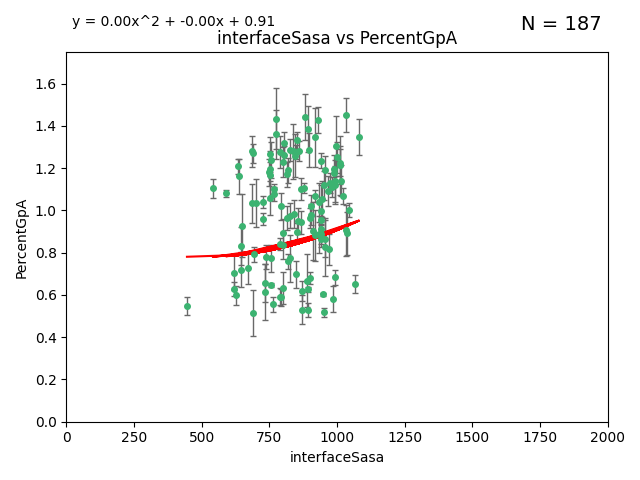 y = 0.00x^2 + -0.00x + 0.91
N = 187
interfaceSasa vs PercentGpA
PercentGpA
1.6
1.4
1.2
1.0
0.8
0.6
0.4
0.2
0.0
0 250 500 750 1000 1250 1500 1750 2000
interfaceSasa